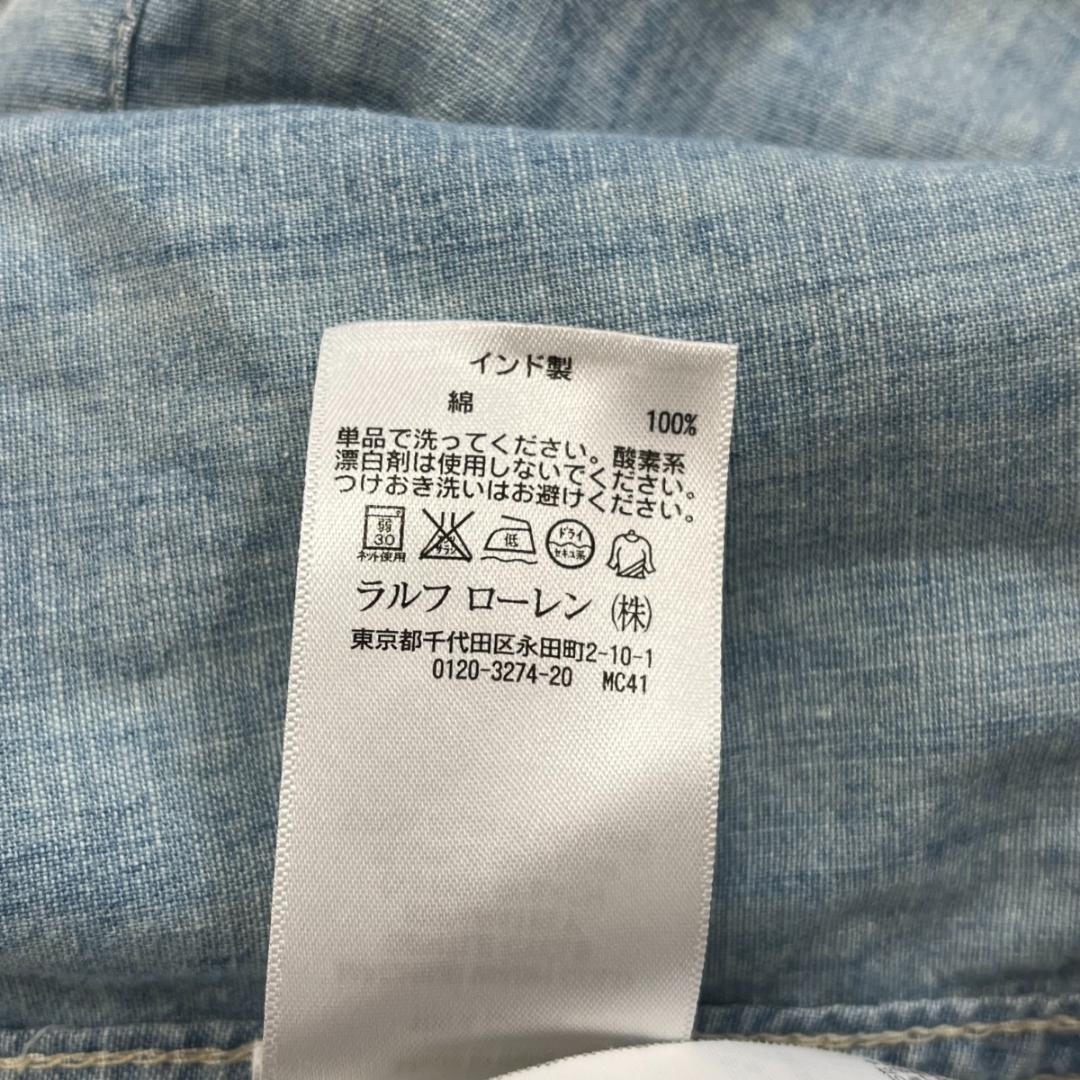 インド製
綿 100%
単品で洗ってください。酸素系
漂白剤は使用しないでください。
つけおき洗いはお避けください。
30 低 ドライ
ネット使用 セキユ系
ラルフ ローレン (株)
東京都千代田区永田町2-10-1
0120-3274-20 MC41